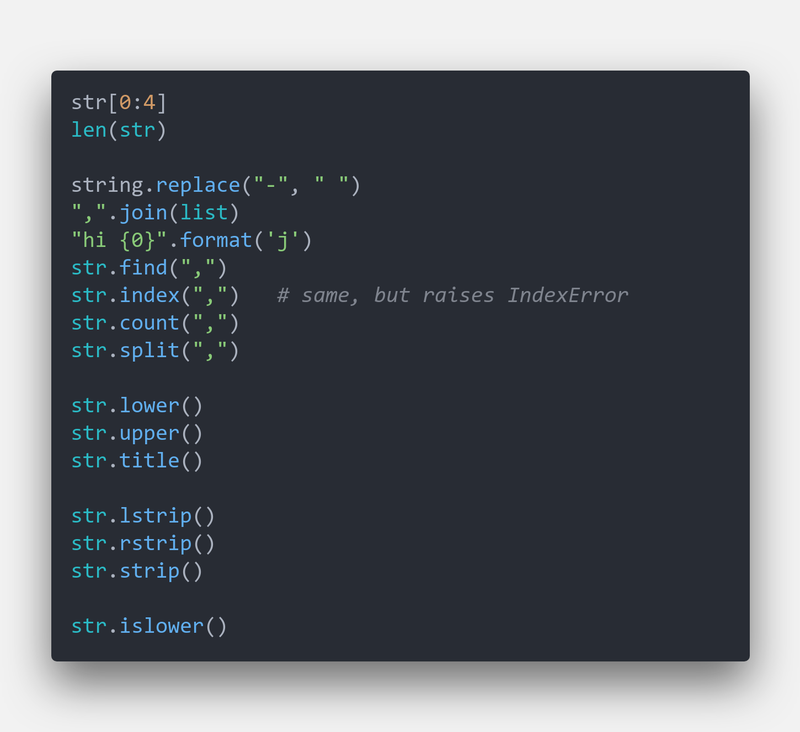 str[0:4]
len(str)
string.replace("-", " ")
",".join(list)
"hi {0}".format('j')
str.find(",")
str.index(",")   # same, but raises IndexError
str.count(",")
str.split(",")
str.lower()
str.upper()
str.title()
str.lstrip()
str.rstrip()
str.strip()
str.islower()